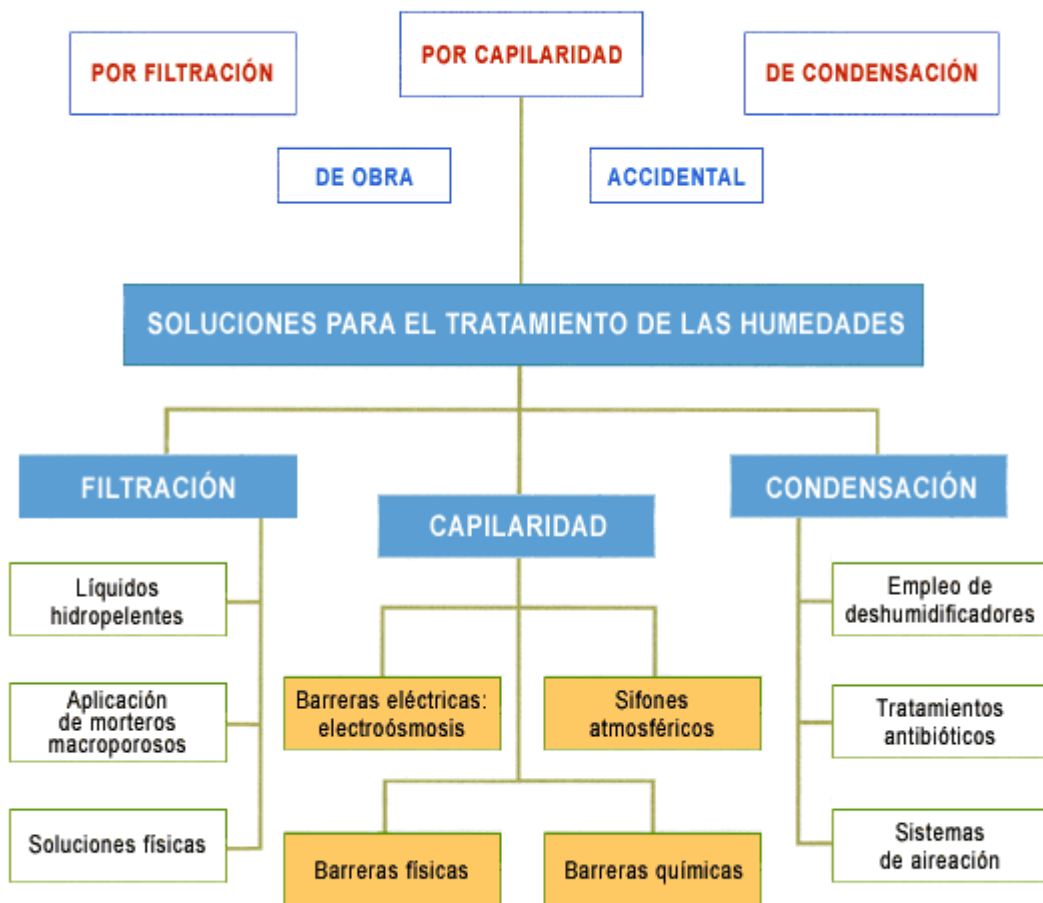 POR FILTRACIÓN
POR CAPILARIDAD
DE CONDENSACIÓN
DE OBRA
ACCIDENTAL
SOLUCIONES PARA EL TRATAMIENTO DE LAS HUMEDADES
FILTRACIÓN
Líquidos
hidropelentes
Aplicación
de morteros
macroporosos
Soluciones físicas
CAPILARIDAD
Barreras eléctricas:
electroósmosis
Sifones
atmosféricos
Barreras físicas
Barreras químicas
CONDENSACIÓN
Empleo de
deshumidificadores
Tratamientos
antibióticos
Sistemas
de aireación